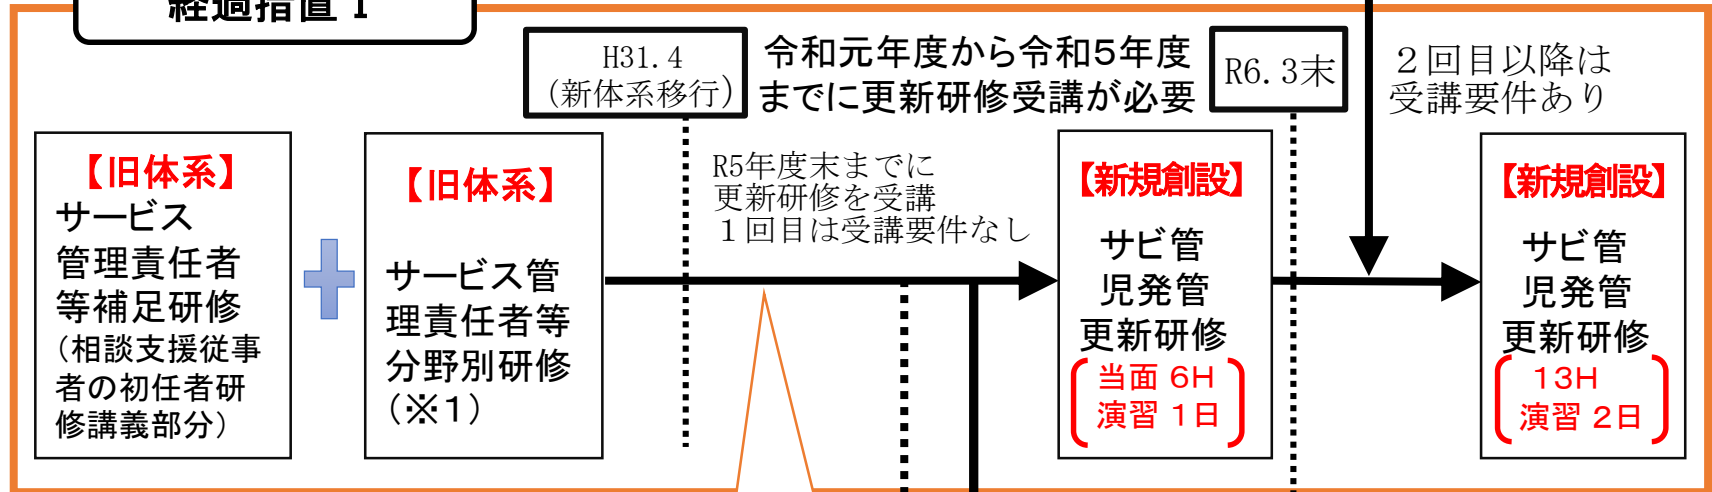 経過措置１
H31.4
（新体系移行）
令和元年度から令和５年度
までに更新研修受講が必要
R6.3末
２回目以降は
受講要件あり
【旧体系】
サービス
管理責任者
等補足研修
（相談支援従事
者の初任者研
修講義部分）
【旧体系】
サービス管
理責任者等
分野別研修
（※１）
R5年度末までに
更新研修を受講
１回目は受講要件なし
【新規創設】
サビ管
児発管
更新研修
当面 6H
演習 1日
【新規創設】
サビ管
児発管
更新研修
13H
演習 2日